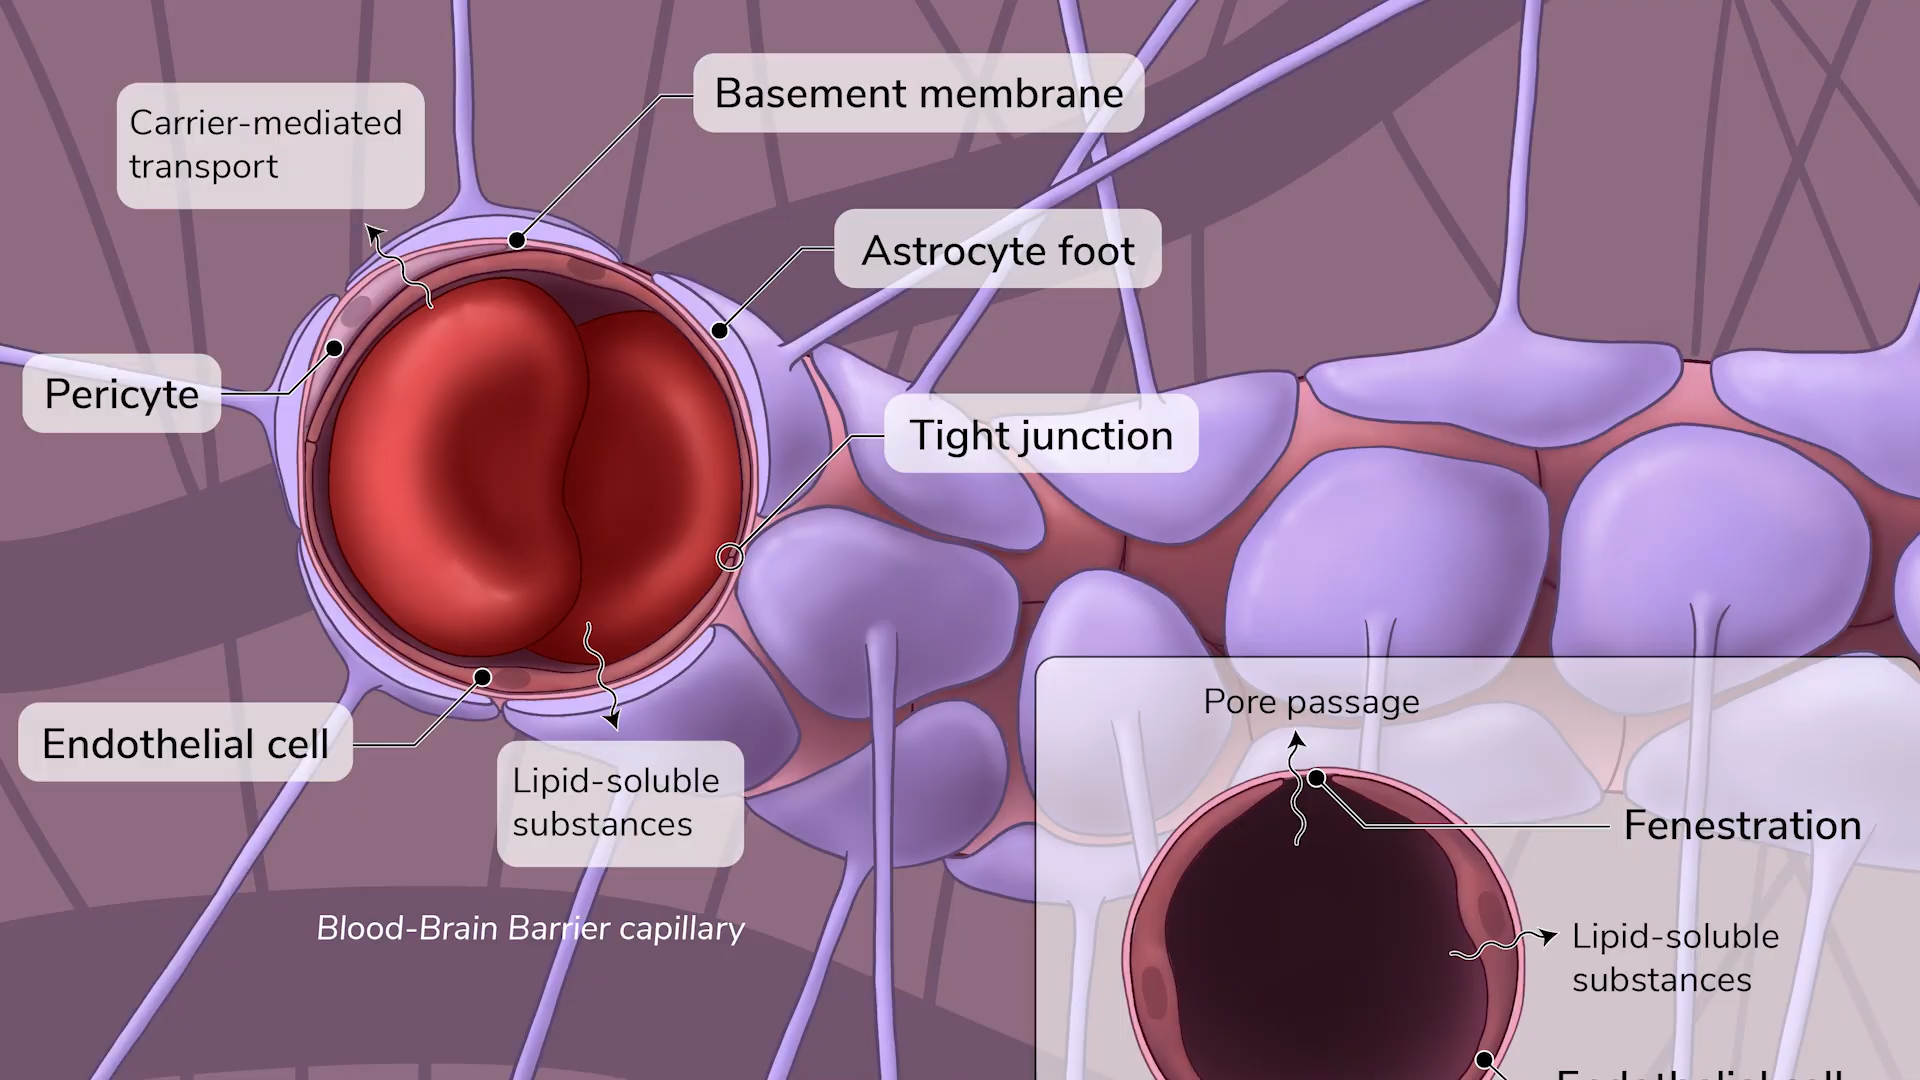 Basement membrane
Carrier-mediated
transport
Astrocyte foot
Pericyte
Tight junction
Endothelial cell
Lipid-soluble
substances
Blood-Brain Barrier capillary
Pore passage
Fenestration
Lipid-soluble
substances